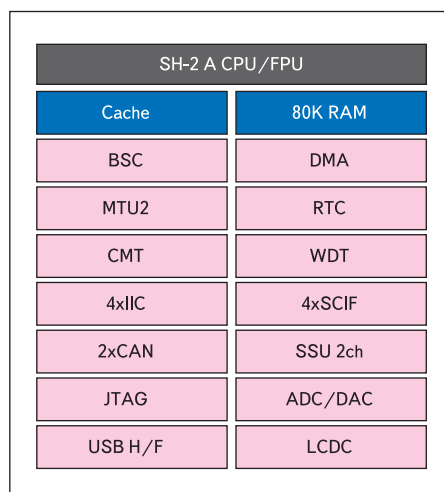 SH-2 A CPU/FPU
Cache
80K RAM
BSC
DMA
MTU2
RTC
CMT
WDT
4xIIC
4xSCIF
2xCAN
SSU 2ch
JTAG
ADC/DAC
USB H/F
LCDC